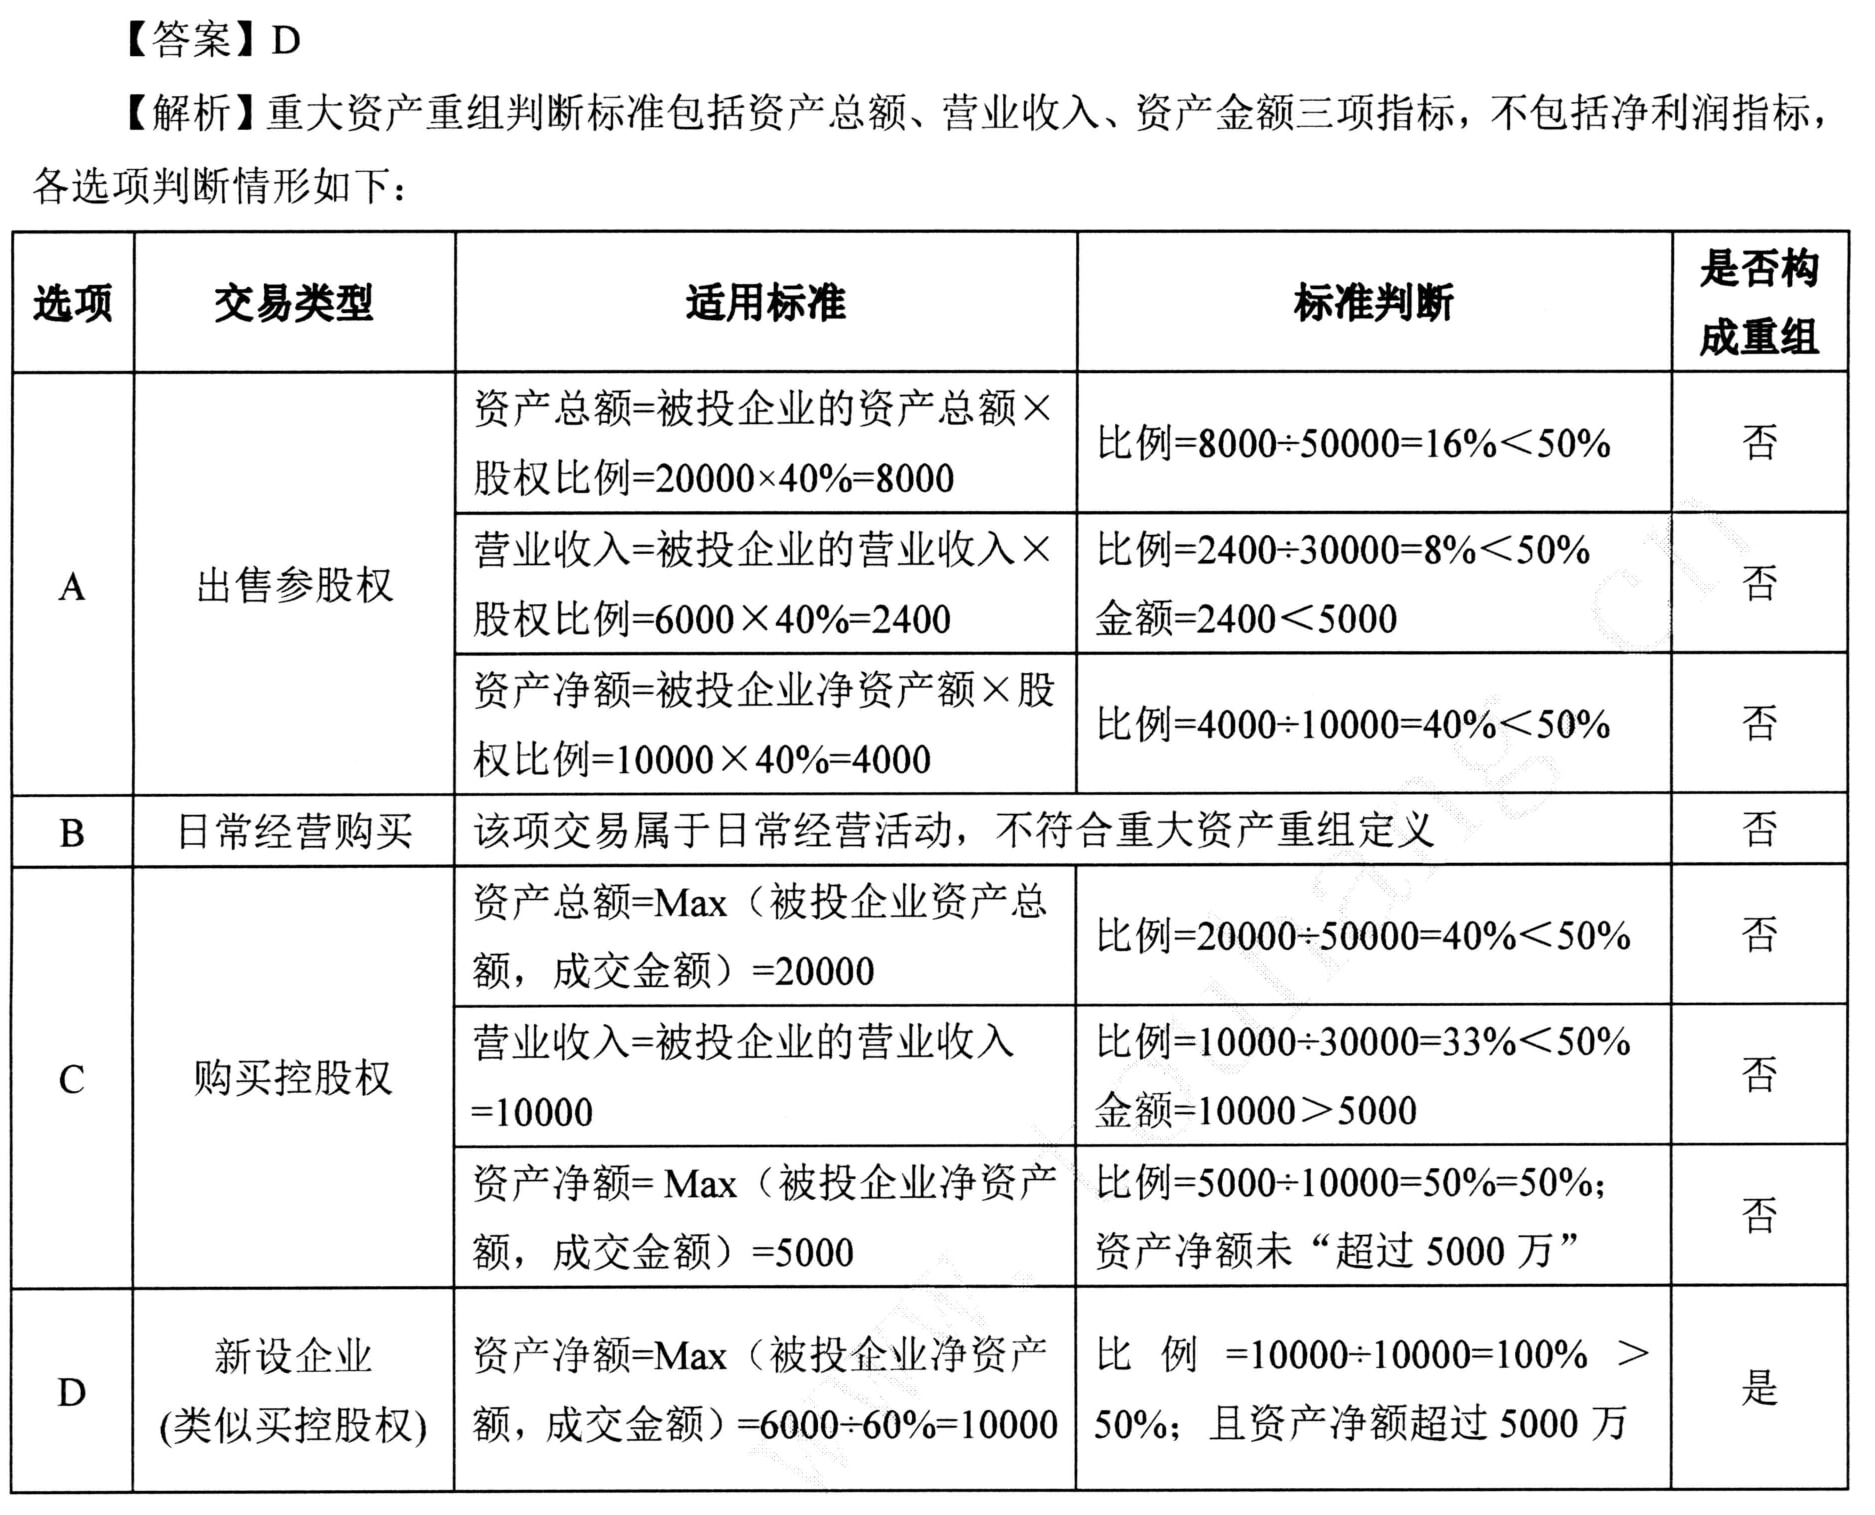 【答案】D
【解析】重大资产重组判断标准包括资产总额、营业收入、资产金额三项指标，不包括净利润指标，
各选项判断情形如下：
选项 交易类型 适用标准 标准判断 是否构
成重组
A 出售参股权
资产总额=被投企业的资产总额×
股权比例=20000×40%=8000
比例=8000÷50000=16%＜50%
否
营业收入=被投企业的营业收入×
股权比例=6000×40%=2400
比例=2400÷30000=8%＜50%
金额=2400＜5000
否
资产净额=被投企业净资产额×股
权比例=10000×40%=4000
比例=4000÷10000=40%＜50%
否
B 日常经营购买 该项交易属于日常经营活动，不符合重大资产重组定义 否
C 购买控股权
资产总额=Max（被投企业资产总
额，成交金额）=20000
比例=20000÷50000=40%＜50%
否
营业收入=被投企业的营业收入
=10000
比例=10000÷30000=33%＜50%
金额=10000＞5000
否
资产净额= Max（被投企业净资产
额，成交金额）=5000
比例=5000÷10000=50%=50%；
资产净额未“超过 5000 万”
否
D
新设企业
(类似买控股权)
资产净额=Max（被投企业净资产
额，成交金额）=6000÷60%=10000
比 例 =10000÷10000=100% ＞
50%；且资产净额超过 5000 万
是